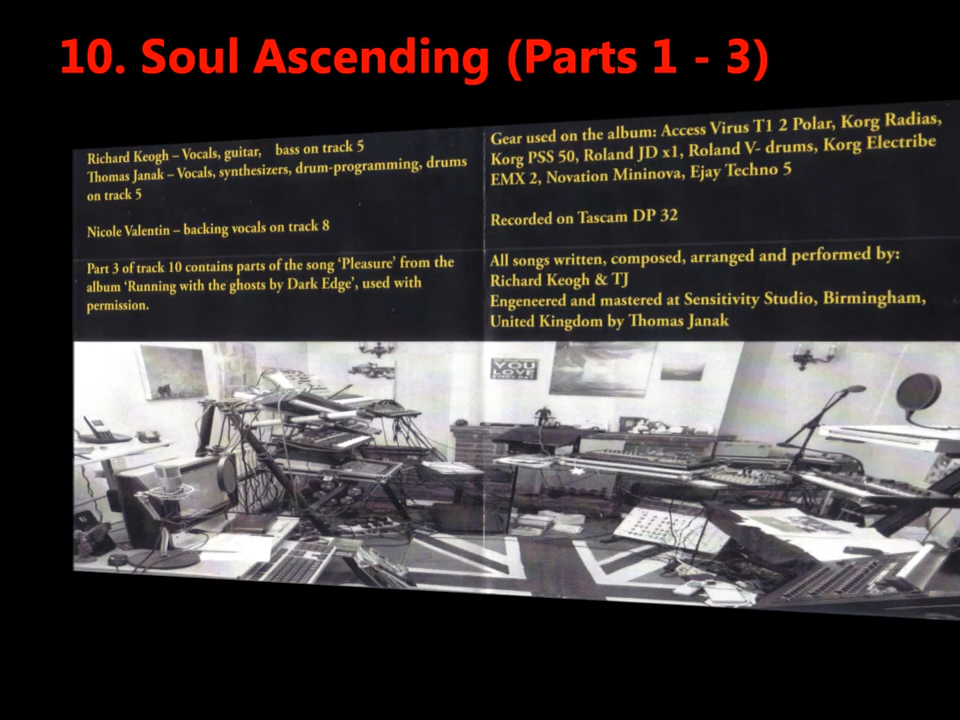 10. Soul Ascending (Parts 1 - 3)
Richard Keogh – Vocals, guitar, bass on track 5
Thomas Janak – Vocals, synthesizers, drum-programming, drums
on track 5
Nicole Valentin – backing vocals on track 8
Part 3 of track 10 contains parts of the song ‘Pleasure’ from the
album ‘Running with the ghosts by Dark Edge’, used with
permission.
Gear used on the album: Access Virus T1 2 Polar, Korg Radias,
Korg PSS 50, Roland JD x1, Roland V- drums, Korg Electribe
EMX 2, Novation Mininova, Ejay Techno 5
Recorded on Tascam DP 32
All songs written, composed, arranged and performed by:
Richard Keogh & TJ
Engeneered and mastered at Sensitivity Studio, Birmingham,
United Kingdom by Thomas Janak
YOU
LOVE
EVERY DAY